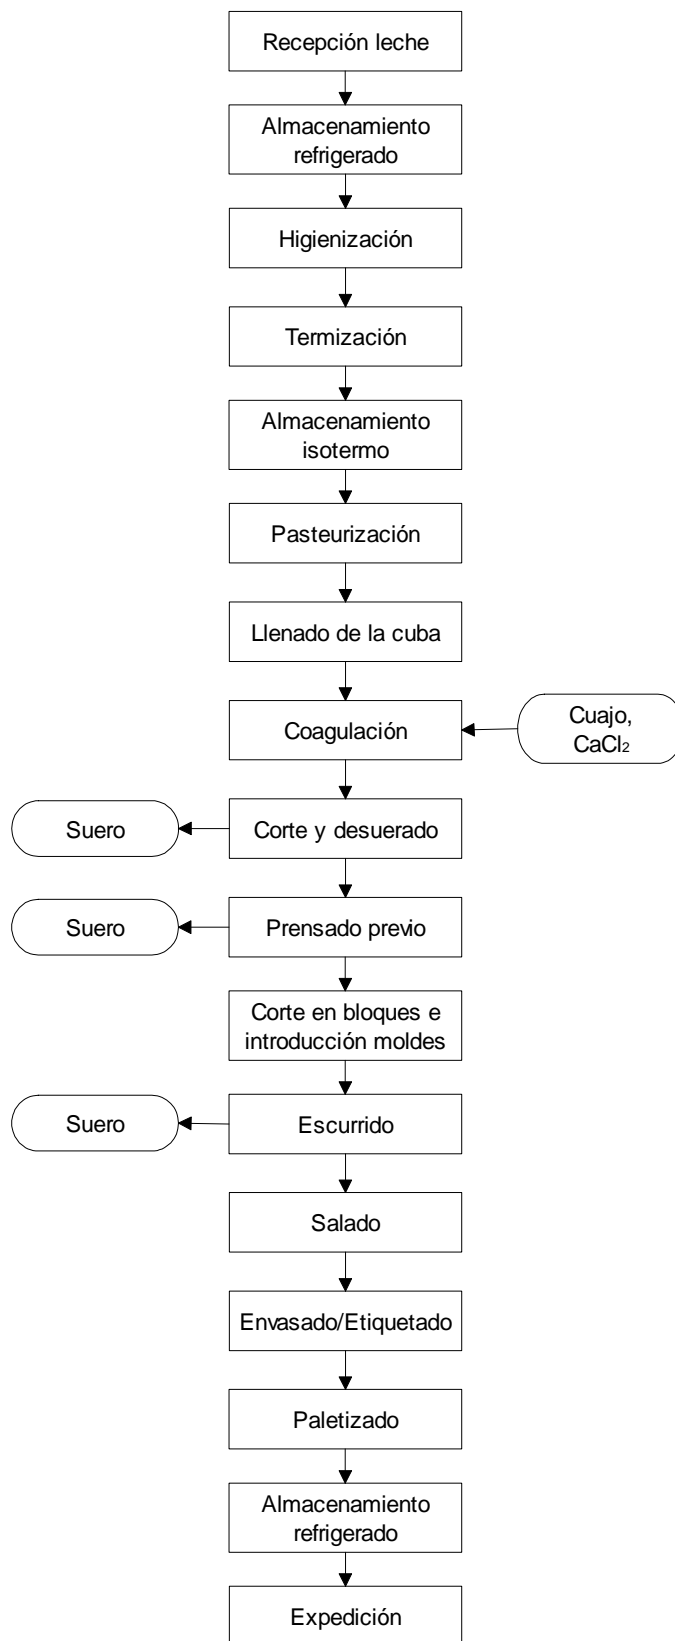 Recepción leche
Almacenamiento
refrigerado
Higienización
Termización
Almacenamiento
isotermo
Pasteurización
Llenado de la cuba
Coagulación
Cuajo,
CaCl₂
Suero
Corte y desuerado
Suero
Prensado previo
Corte en bloques e
introducción moldes
Suero
Escurrido
Salado
Envasado/Etiquetado
Paletizado
Almacenamiento
refrigerado
Expedición